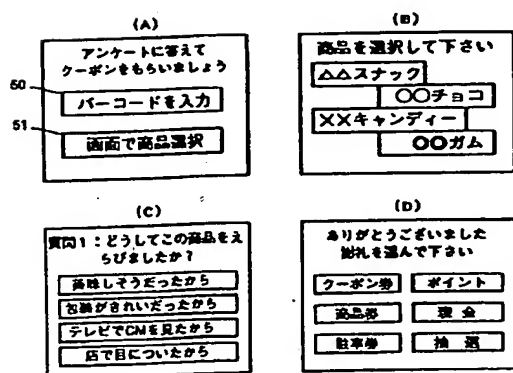 (A)
アンケートに答えて
クーポンをもらいましょう
50
バーコードを入力
51
画面で商品選択
(B)
商品を選択して下さい
△△スナック
○○チョコ
××キャンディー
○○ガム
(C)
質問1:どうしてこの商品をえ
らびましたか?
美味しそうだったから
包装がきれいだったから
テレビでCMを見たから
店で目についたから
(D)
ありがとうございました
謝礼を選んで下さい
クーポン券
ポイント
商品券
現金
駐車券
抽選